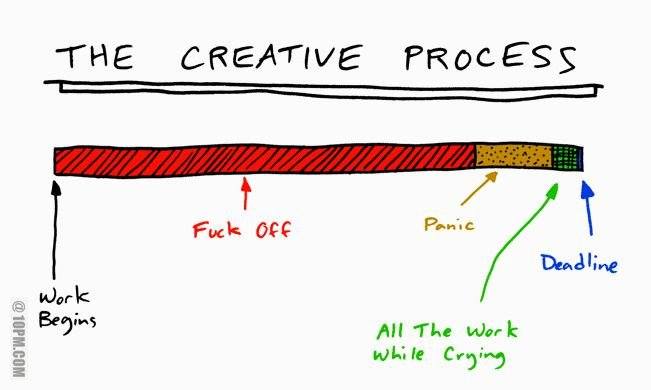 THE CREATIVE PROCESS
Fuck Off
Panic
Deadline
Work
Begins
All The Work
While Crying
@10PM.COM